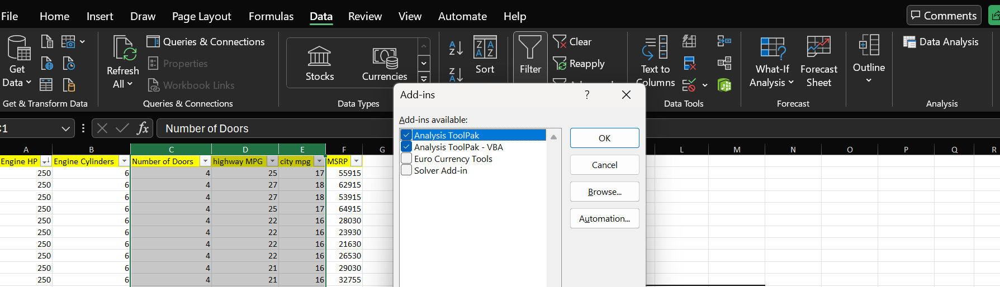 File Home Insert Draw Page Layout Formulas Data Review View Automate Help Comments
Get Data
Refresh All
Queries & Connections
Properties
Workbook Links
Stocks
Currencies
Sort
Filter
Clear
Reapply
Text to Columns
What-If Analysis
Forecast Sheet
Outline
Data Analysis
Get & Transform Data Queries & Connections Data Types Data Tools Forecast Analysis
C1 fx Number of Doors
A B C D E F G L M N O P Q R
Engine HP Engine Cylinders Number of Doors highway MPG city mpg MSRP
250 6 4 25 17 55915
250 6 4 27 18 62915
250 6 4 27 18 53915
250 6 4 25 17 64915
250 6 4 22 16 28030
250 6 4 22 16 23930
250 6 4 22 16 21630
250 6 4 22 16 26530
250 6 4 21 16 29030
250 6 4 21 16 32755
Add-ins ?
Add-ins available:
Analysis ToolPak
Analysis ToolPak - VBA
Euro Currency Tools
Solver Add-in
OK
Cancel
Browse...
Automation...